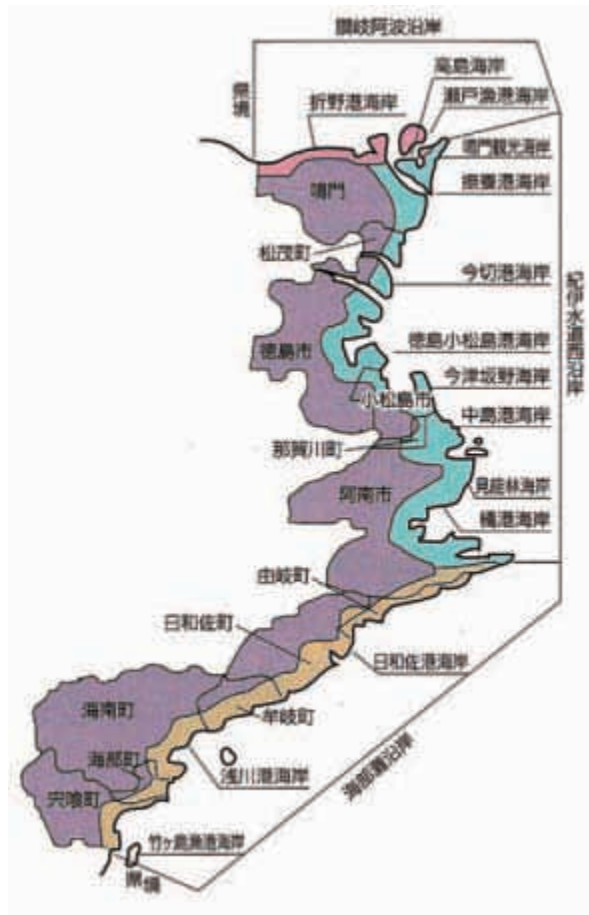 讃岐阿波沿岸
高島海岸
瀬戸漁港海岸
折野港海岸
県境
鳴門観光海岸
撫養港海岸
鳴門
松茂町
今切港海岸
紀伊水道西沿岸
徳島市
徳島小松島港海岸
今津坂野海岸
小松島市
中島港海岸
那賀川町
阿南市
見能林海岸
橘港海岸
由岐町
日和佐町
日和佐港海岸
海南町
牟岐町
海部町
浅川港海岸
海部灘沿岸
宍喰町
竹ヶ島漁港海岸
県境